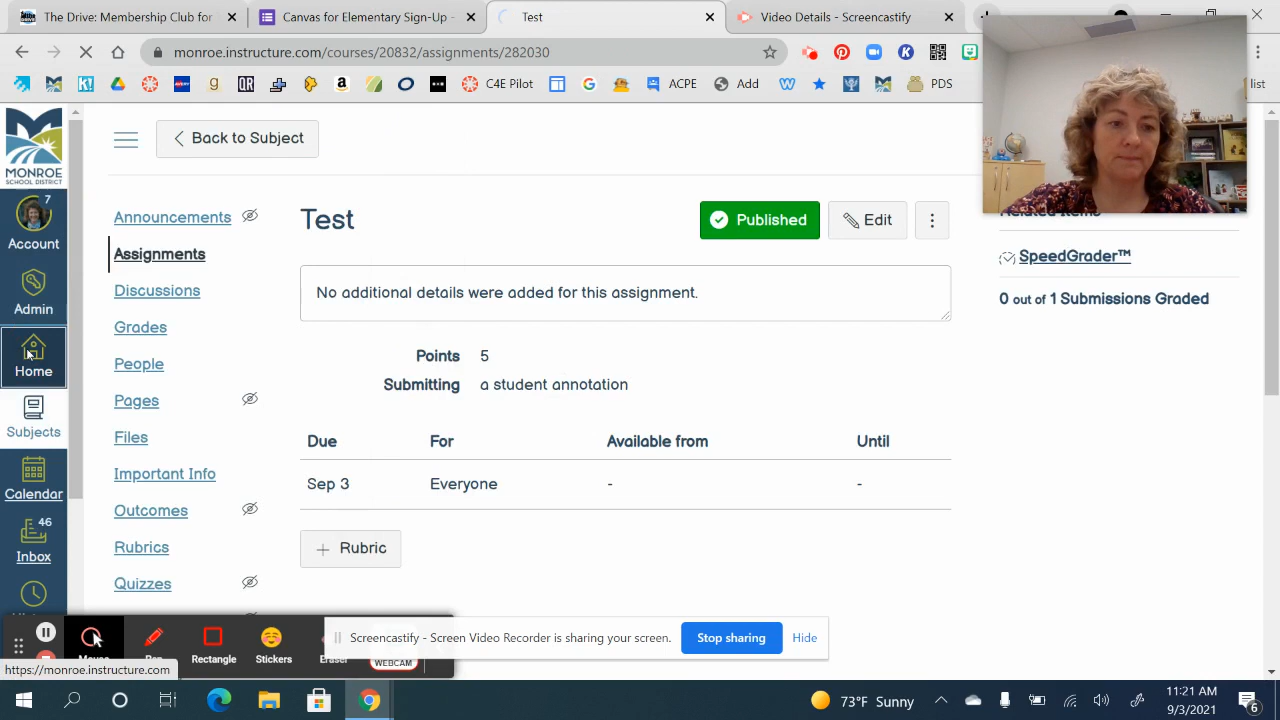 The Drive Middle School
Canvas for Elementary Sign-Up -
Test
Video Details - Screencastify
monroe.instructure.com/courses/20832/assignments/282030
K!
g
QR
C4E Pilot
G
ACPE
Add
PDS
list
MONROE
SCHOOL DISTRICT
Back to Subject
7
Account
Admin
Home
Subjects
Calendar
46
Inbox
Announcements
Assignments
Discussions
Grades
People
Pages
Files
Important Info
Outcomes
Rubrics
Quizzes
Test
Published
Edit
No additional details were added for this assignment.
Points 5
Submitting a student annotation
Due For Available from Until
Sep 3 Everyone - -
Rubric
SpeedGrader™
0 out of 1 Submissions Graded
Rectangle
Stickers
WEBCAM
Screencastify - Screen Video Recorder is sharing your screen.
Stop sharing
Hide
https://monroe.instructure.com
73°F Sunny
11:21 AM
9/3/2021
6